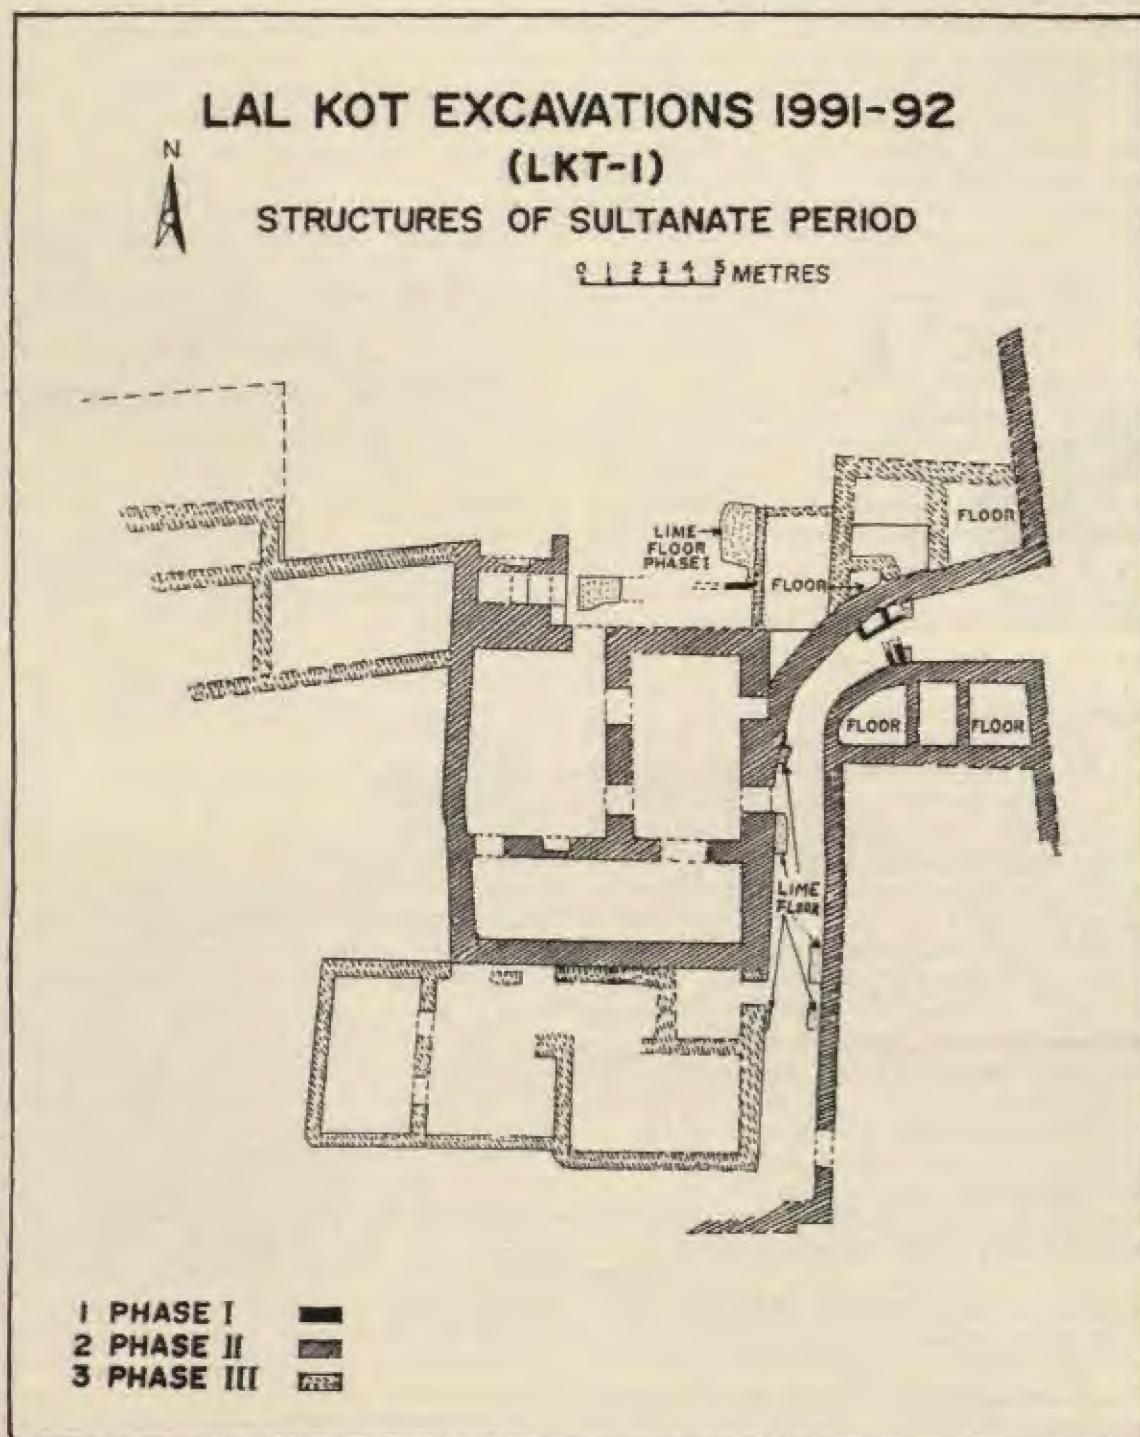 LAL KOT EXCAVATIONS 1991-92
(LKT-1)
N
STRUCTURES OF SULTANATE PERIOD
0 1 2 3 4 5 METRES
LIME
FLOOR
PHASE I
FLOOR
FLOOR
FLOOR
FLOOR
LIME
FLOOR
1 PHASE I
2 PHASE II
3 PHASE III